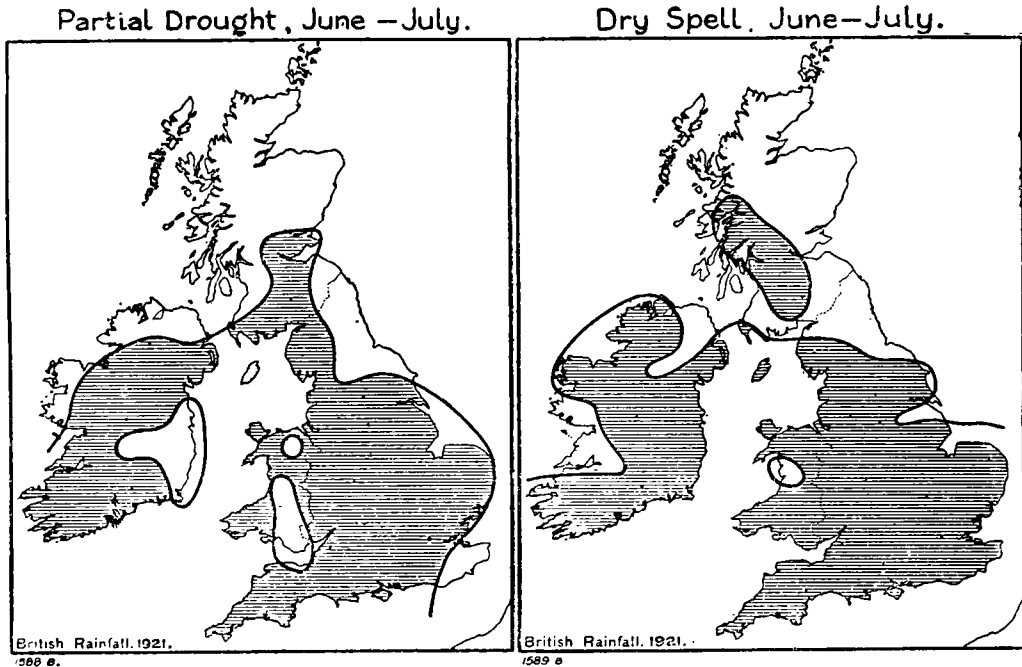 Partial Drought, June – July.
Dry Spell, June–July.
British Rainfall. 1921.
British Rainfall. 1921.
1588 B.
1589 B